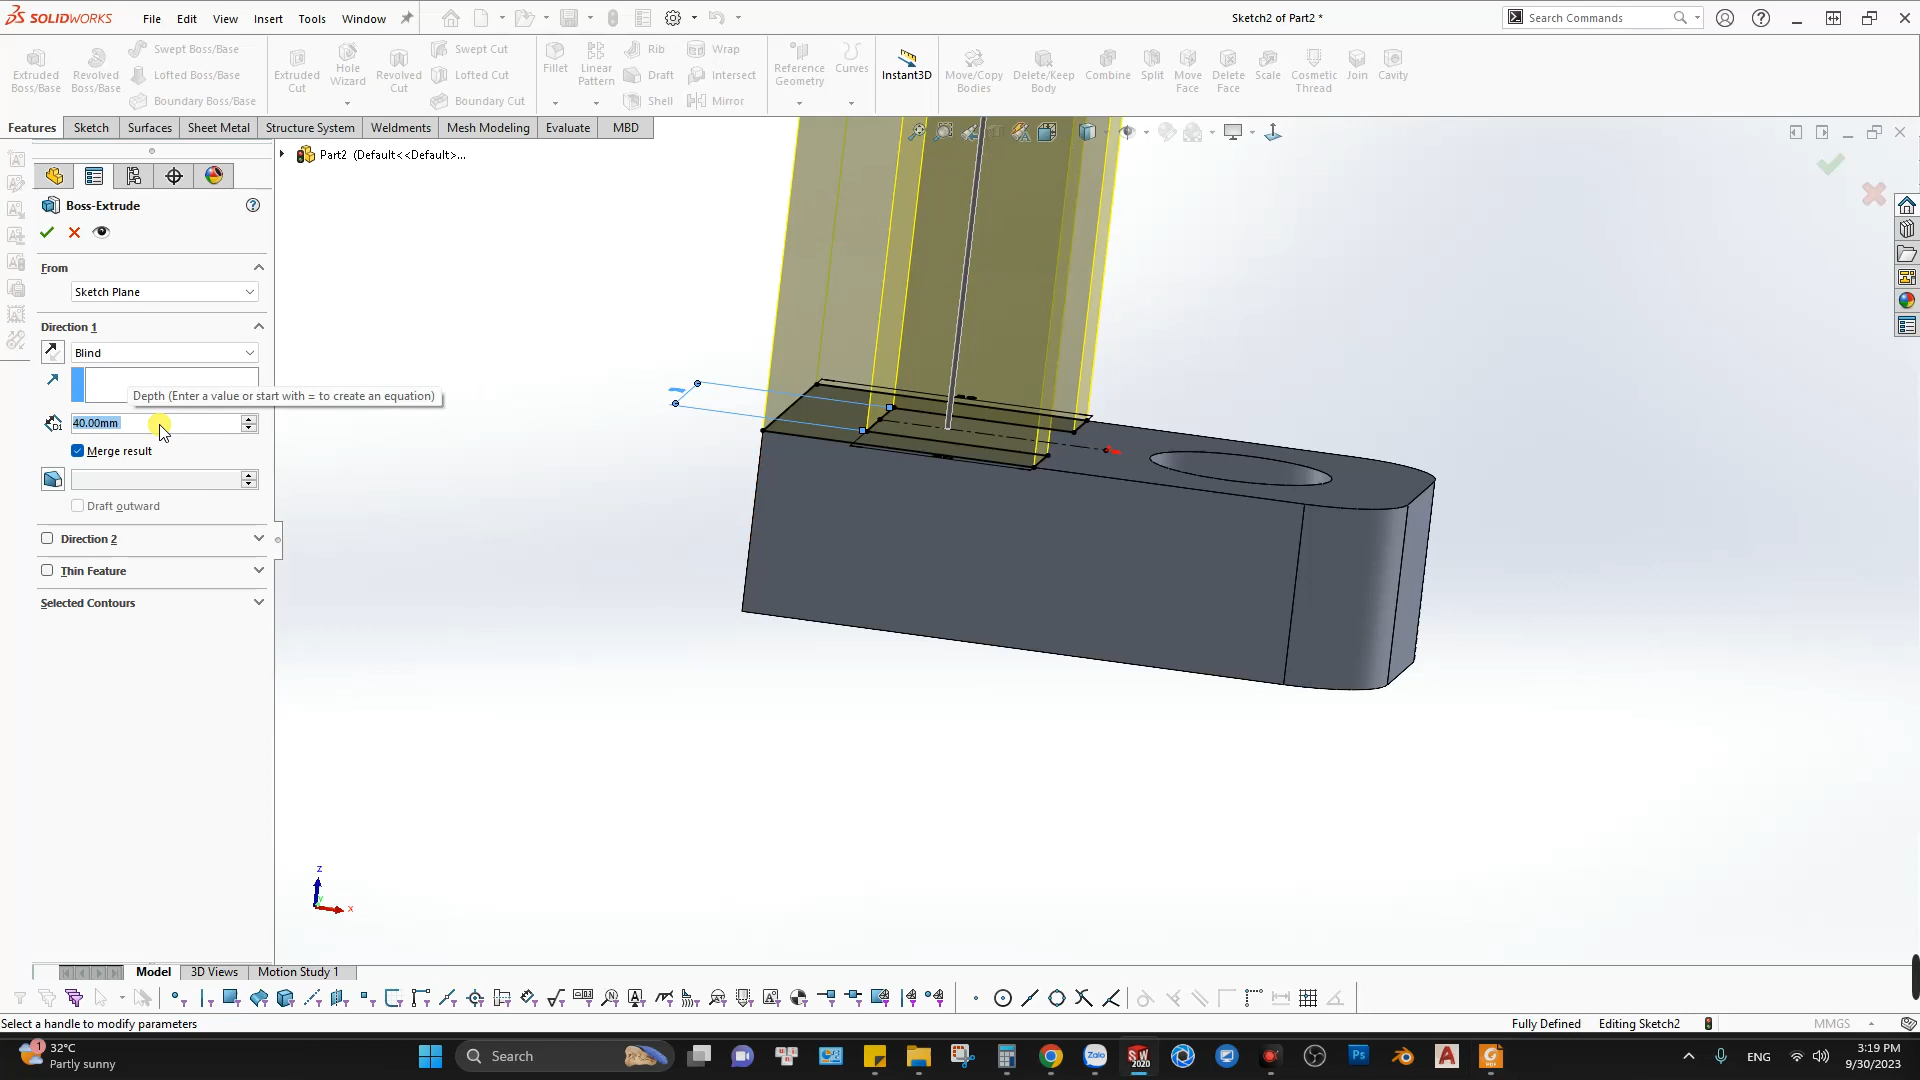 SOLIDWORKS File Edit View Insert Tools Window Sketch2 of Part2 * Search Commands
Extruded Boss/Base
Revolved Boss/Base
Swept Boss/Base
Lofted Boss/Base
Boundary Boss/Base
Extruded Cut
Hole Wizard
Revolved Cut
Swept Cut
Lofted Cut
Boundary Cut
Fillet
Linear Pattern
Rib
Draft
Shell
Wrap
Intersect
Mirror
Reference Geometry
Curves
Instant3D
Move/Copy Bodies
Delete/Keep Body
Combine
Split
Move Face
Delete Face
Scale
Cosmetic Thread
Join
Cavity
Features Sketch Surfaces Sheet Metal Structure System Weldments Mesh Modeling Evaluate MBD
Part2 (Default<<Default>...
Boss-Extrude
From
Sketch Plane
Direction 1
Blind
Depth (Enter a value or start with = to create an equation)
40.00mm
Merge result
Draft outward
Direction 2
Thin Feature
Selected Contours
z
x
Model 3D Views Motion Study 1
Select a handle to modify parameters Fully Defined Editing Sketch2 MMGS
1
32°C
Partly sunny
Search
Zalo
SW
2020
Ps
A
ENG
3:19 PM
9/30/2023